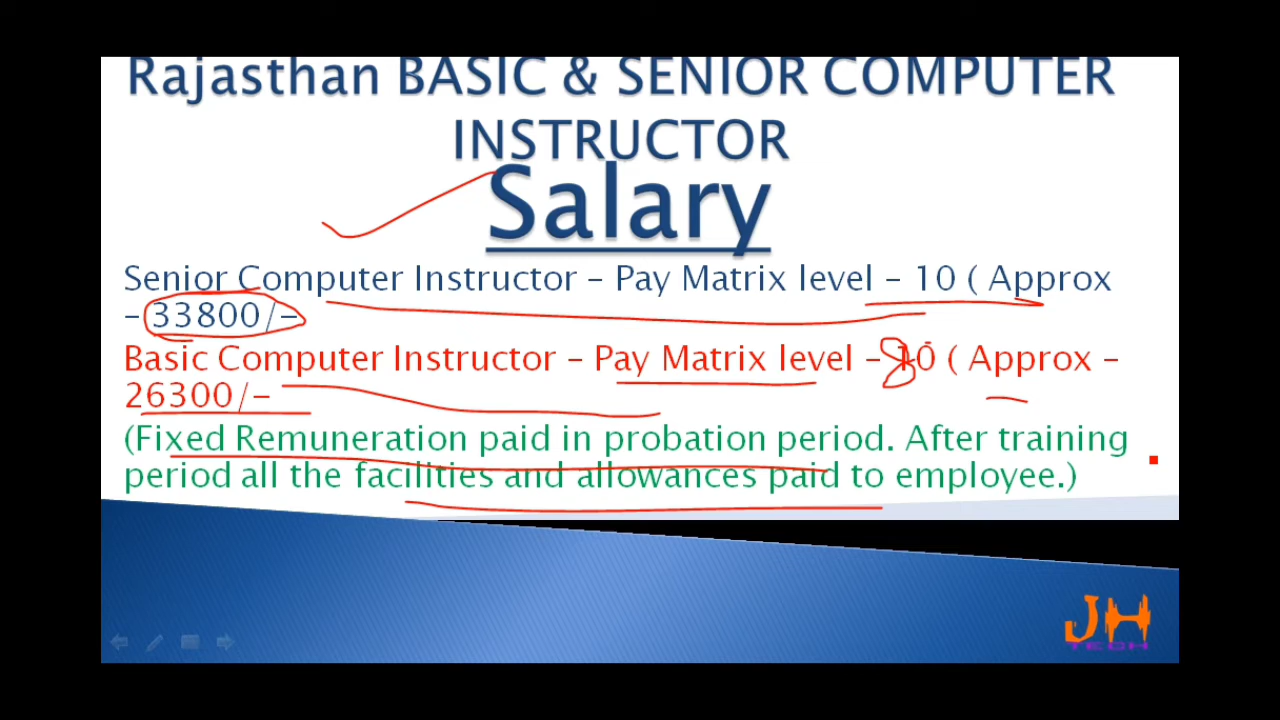 Rajasthan BASIC & SENIOR COMPUTER
INSTRUCTOR
Salary
Senior Computer Instructor – Pay Matrix level – 10 ( Approx
– 33800/–
Basic Computer Instructor – Pay Matrix level – 10 ( Approx –
8
26300/–
(Fixed Remuneration paid in probation period. After training
period all the facilities and allowances paid to employee.)
JH
TECH